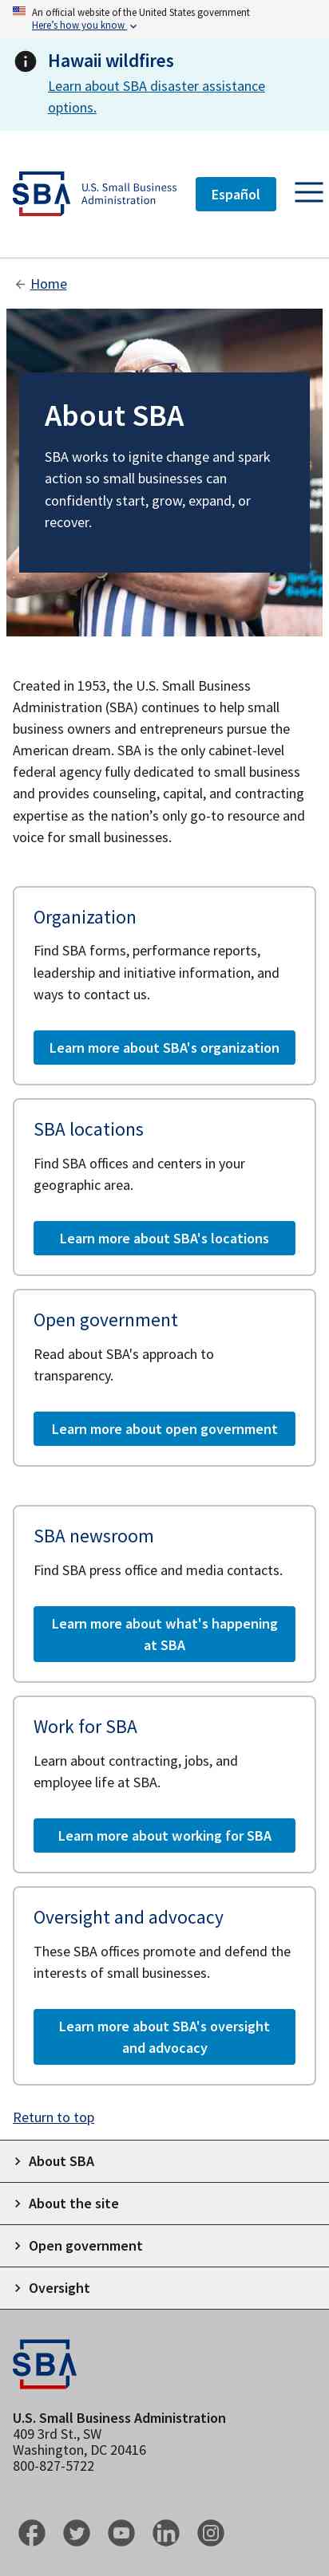 An official website of the United States government
Here's how you know
Hawaii wildfires
Learn about SBA disaster assistance
options.
SBA
U.S. Small Business
Administration
Español
Home
About SBA
SBA works to ignite change and spark
action so small businesses can
confidently start, grow, expand, or
recover.
Created in 1953, the U.S. Small Business
Administration (SBA) continues to help small
business owners and entrepreneurs pursue the
American dream. SBA is the only cabinet-level
federal agency fully dedicated to small business
and provides counseling, capital, and contracting
expertise as the nation’s only go-to resource and
voice for small businesses.
Organization
Find SBA forms, performance reports,
leadership and initiative information, and
ways to contact us.
Learn more about SBA's organization
SBA locations
Find SBA offices and centers in your
geographic area.
Learn more about SBA's locations
Open government
Read about SBA's approach to
transparency.
Learn more about open government
SBA newsroom
Find SBA press office and media contacts.
Learn more about what's happening
at SBA
Work for SBA
Learn about contracting, jobs, and
employee life at SBA.
Learn more about working for SBA
Oversight and advocacy
These SBA offices promote and defend the
interests of small businesses.
Learn more about SBA's oversight
and advocacy
Return to top
About SBA
About the site
Open government
Oversight
SBA
U.S. Small Business Administration
409 3rd St., SW
Washington, DC 20416
800-827-5722